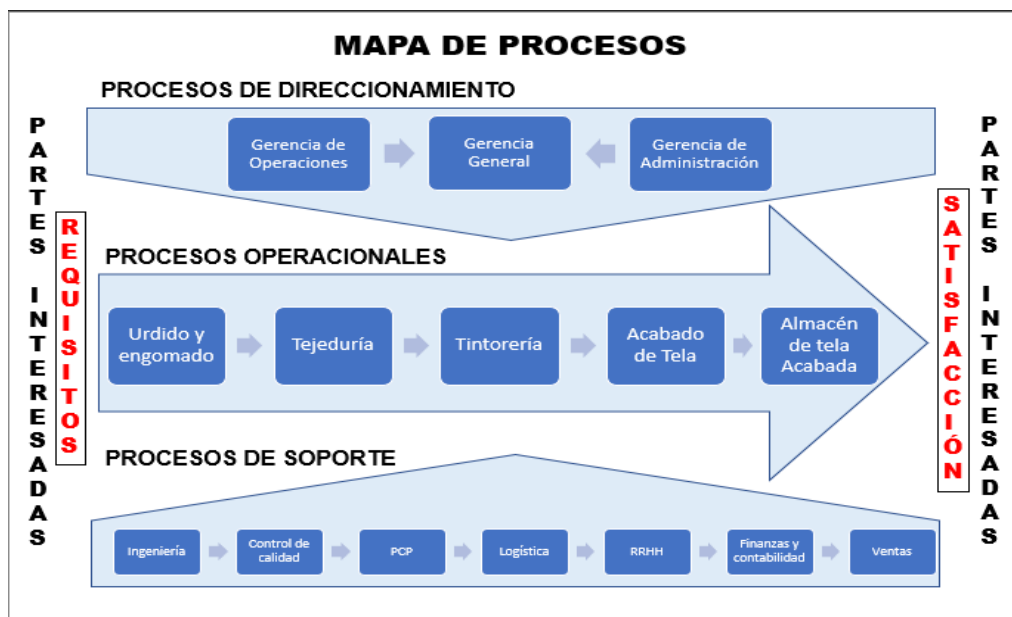 MAPA DE PROCESOS
PROCESOS DE DIRECCIONAMIENTO
Gerencia de
Operaciones
Gerencia
General
Gerencia de
Administración
PARTES INTERESADAS
REQUISITOS
PROCESOS OPERACIONALES
Urdido y
engomado
Tejeduría
Tintorería
Acabado
de Tela
Almacén
de tela
Acabada
SATISFACCIÓN
PARTES INTERESADAS
PROCESOS DE SOPORTE
Ingeniería
Control de
calidad
PCP
Logística
RRHH
Finanzas y
contabilidad
Ventas